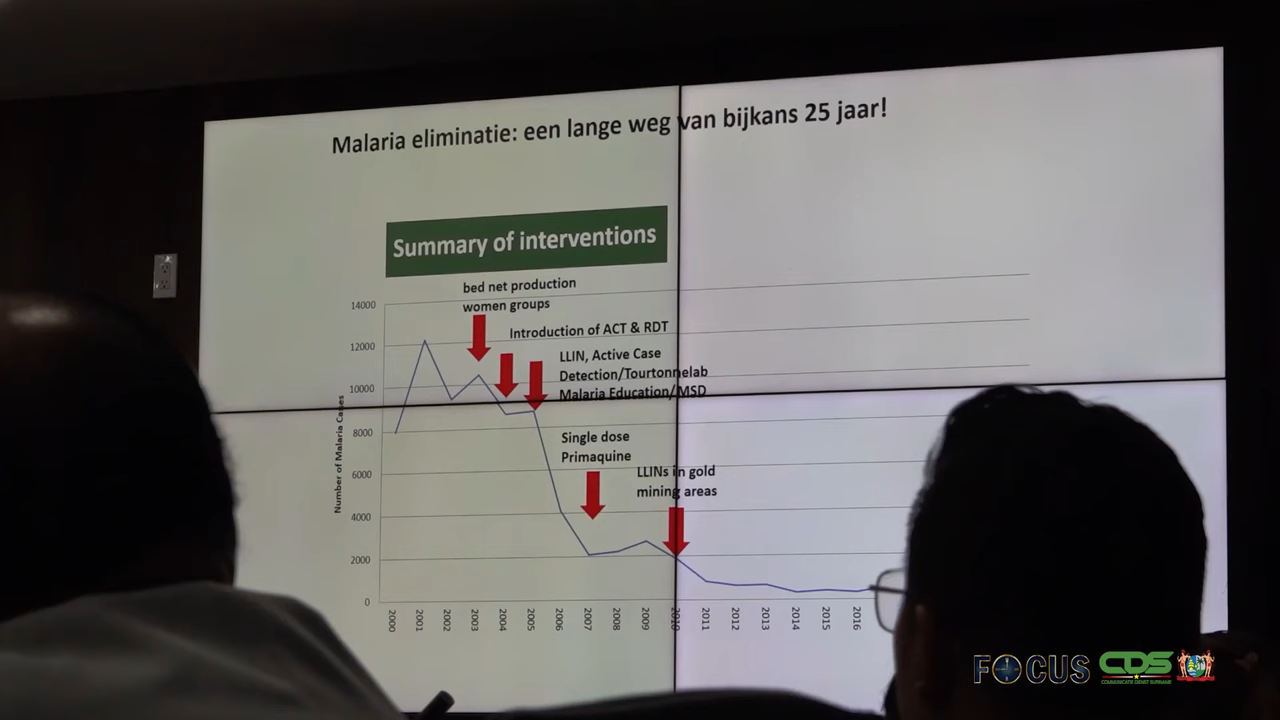 Malaria eliminatie: een lange weg van bijkans 25 jaar!
Summary of interventions
bed net production
women groups
Introduction of ACT & RDT
LLIN, Active Case
Detection/Tourtonnelab
Malaria Education/MSD
Single dose
Primaquine
LLINs in gold
mining areas
Number of Malaria Cases
14000
12000
10000
8000
6000
4000
2000
0
2000
2001
2002
2003
2004
2005
2006
2007
2008
2009
2010
2011
2012
2013
2014
2015
2016
FOCUS
CDS
COMMUNICATIE DIENST SURINAME